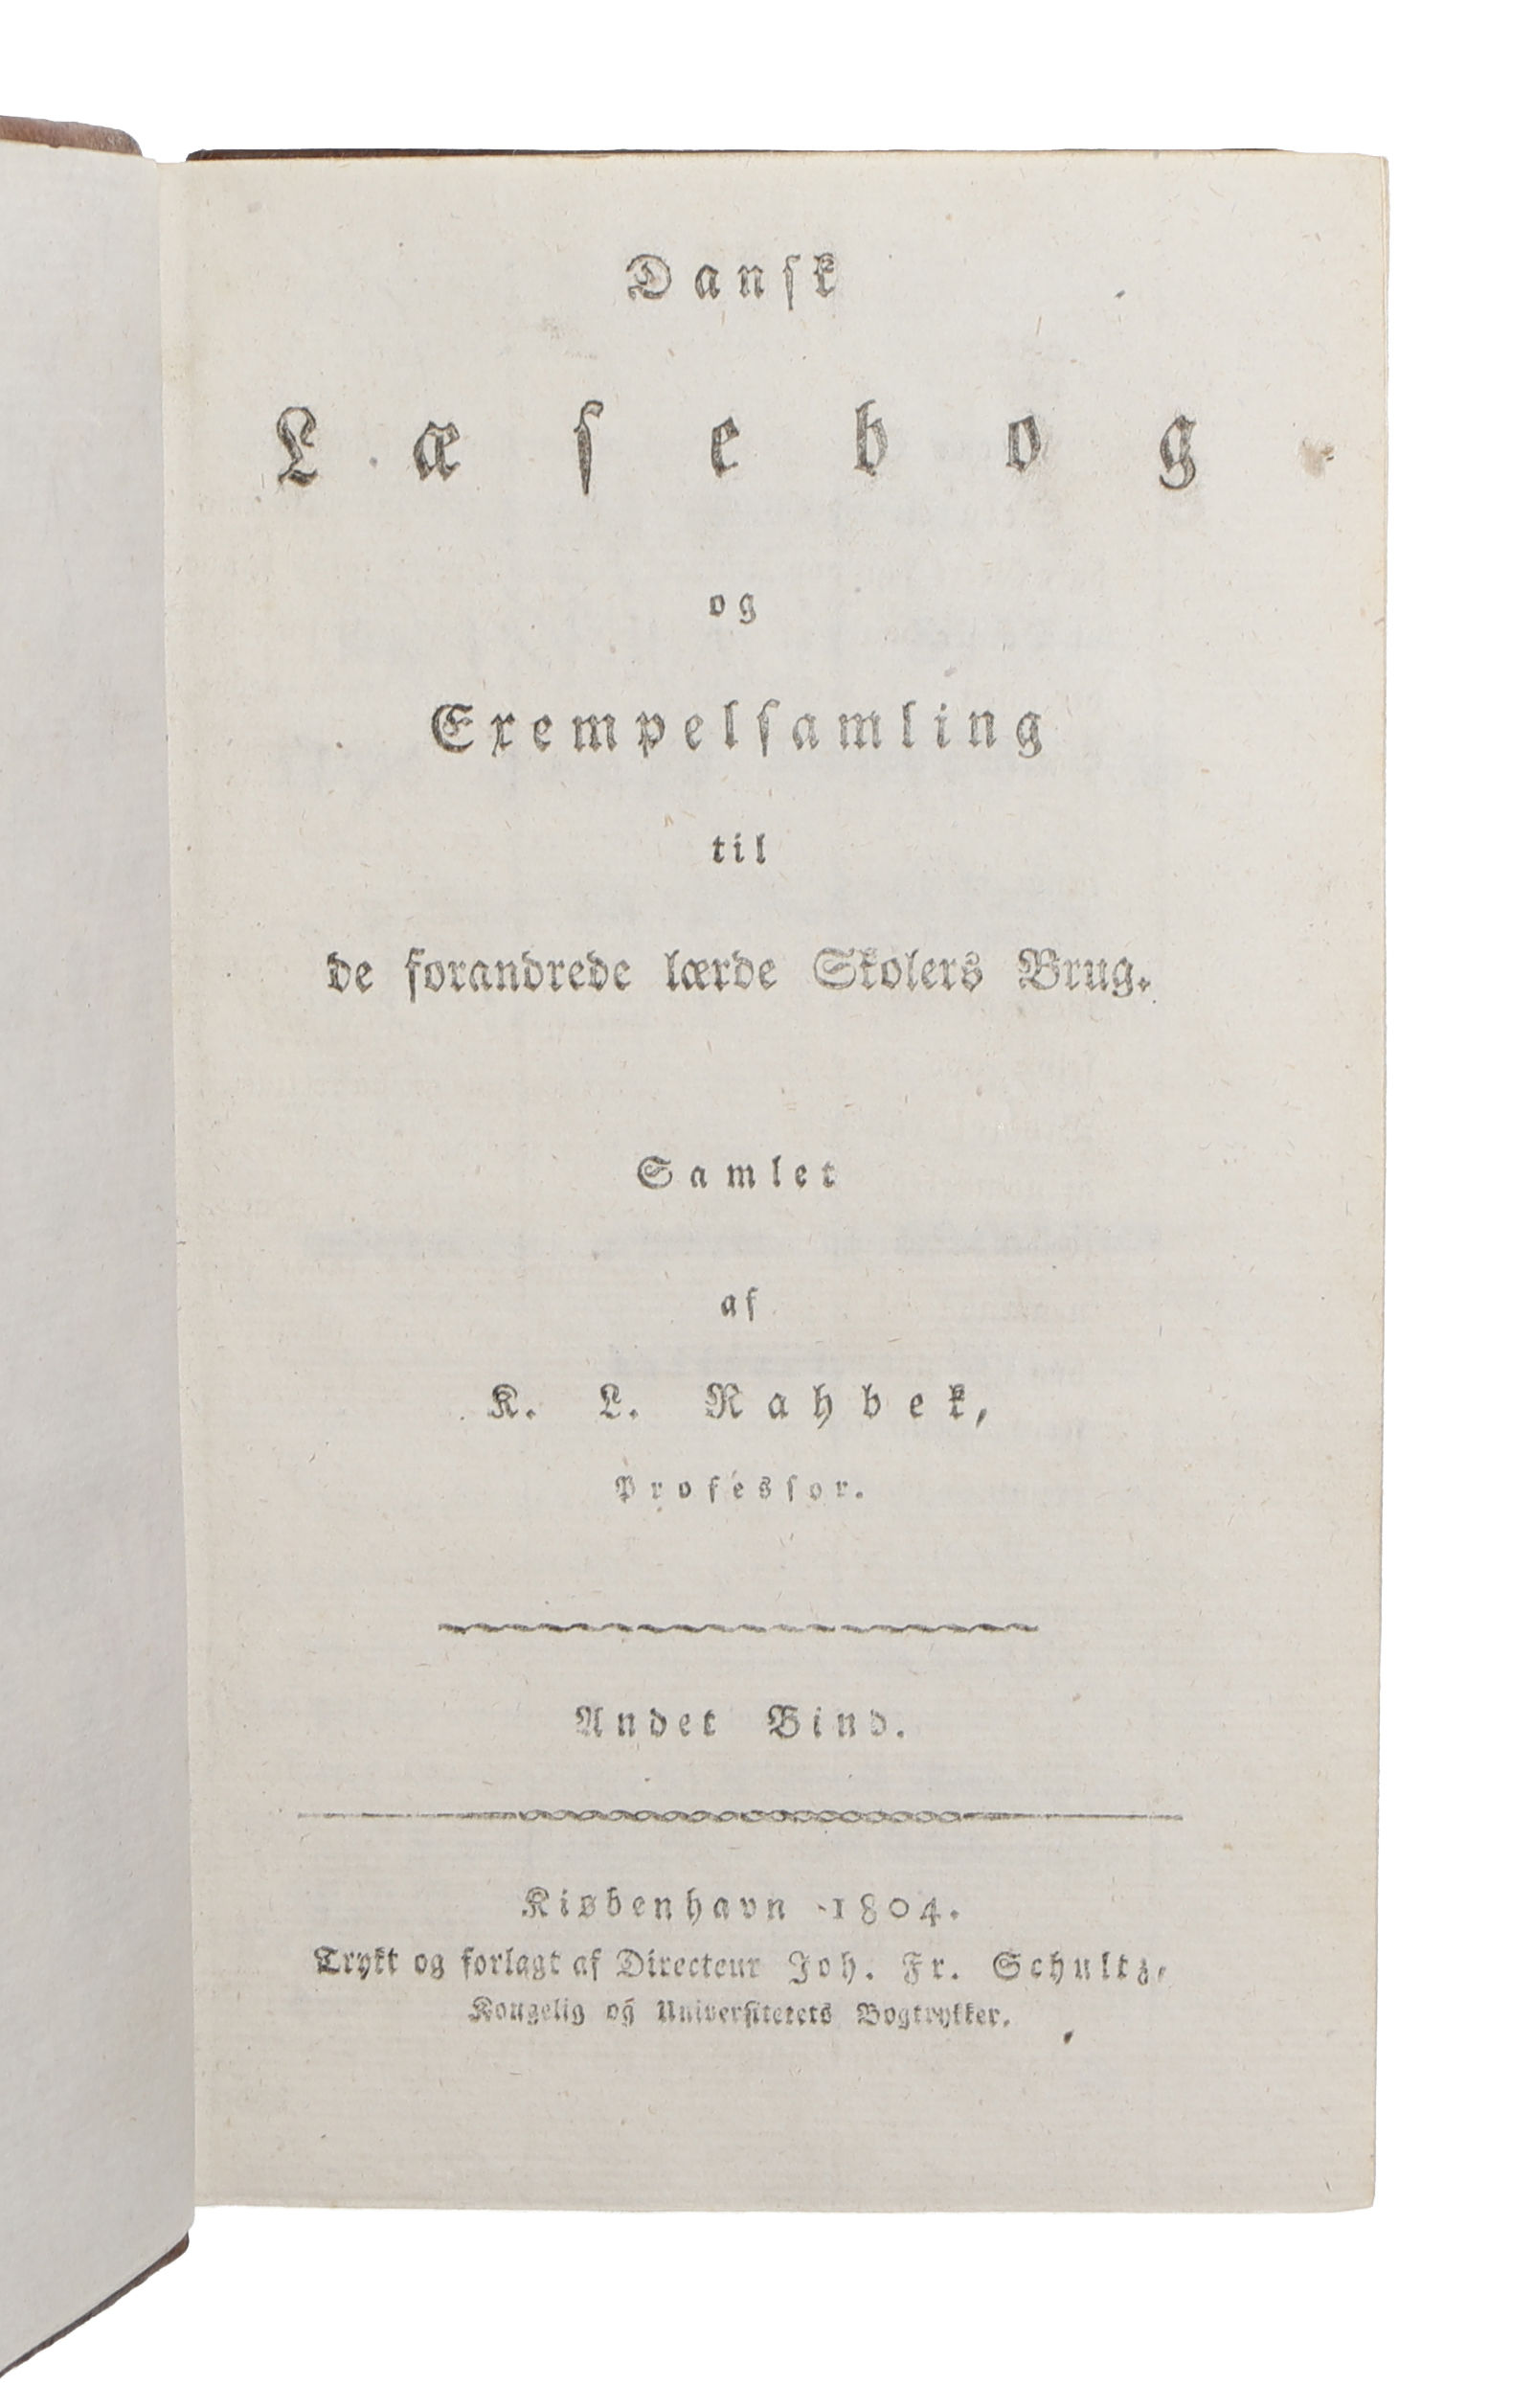 Dansk
Læsebog
og
Exempelsamling
til
de forandrede lærde Skolers Brug.
Samlet
af
K. L. Rahbek,
Professor.
Andet Bind.
Kiøbenhavn 1804.
Trykt og forlagt af Directeur Joh. Fr. Schultz,
Kongelig og Universitetets Bogtrykker.